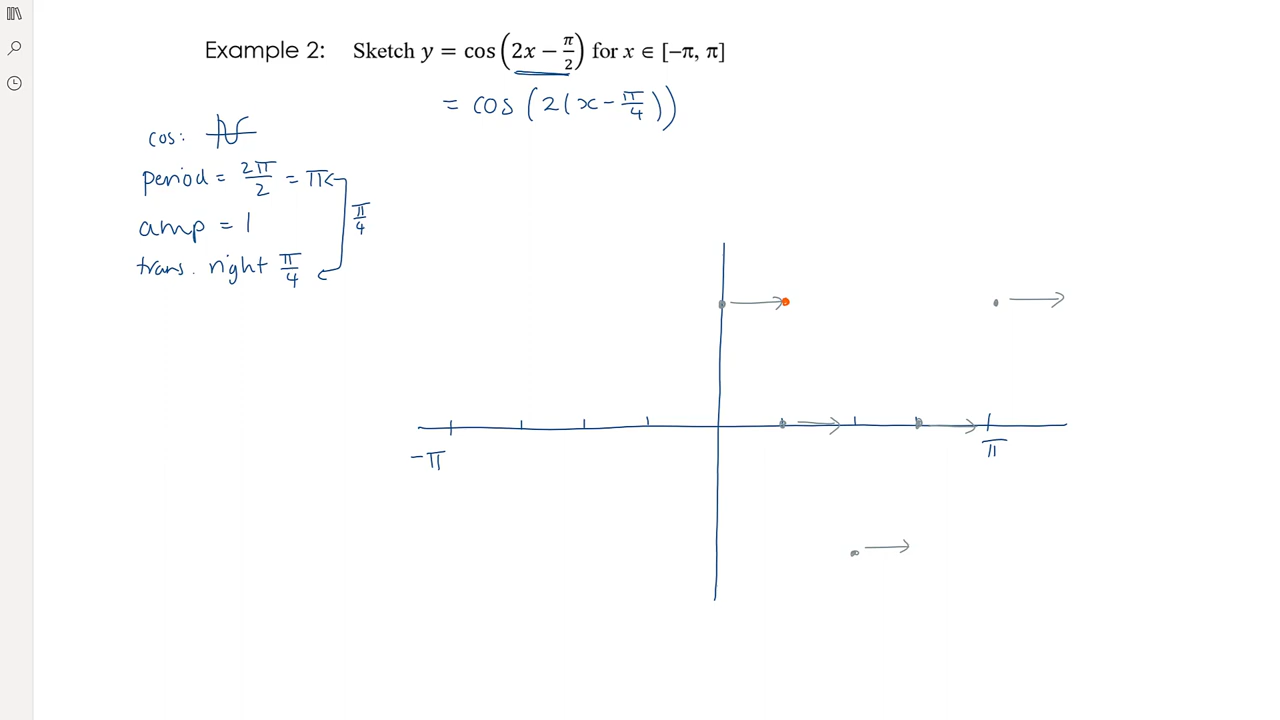 Example 2: Sketch y = cos(2x − π/2) for x ∈ [−π, π]
= cos (2(x − π/4))
cos:
period = 2π/2 = π
π/4
amp = 1
trans. right π/4
−π
π